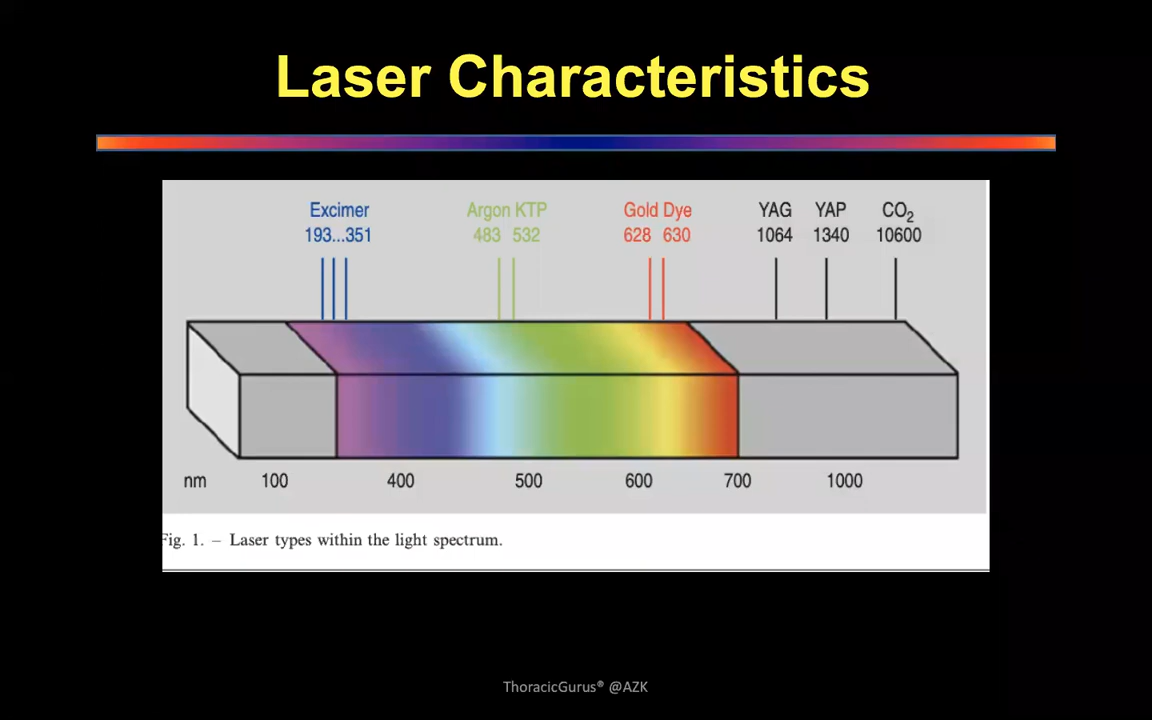 Laser Characteristics
Excimer Argon KTP Gold Dye YAG YAP CO₂
193...351 483 532 628 630 1064 1340 10600
nm 100 400 500 600 700 1000
Fig. 1. – Laser types within the light spectrum.
ThoracicGurus® @AZK